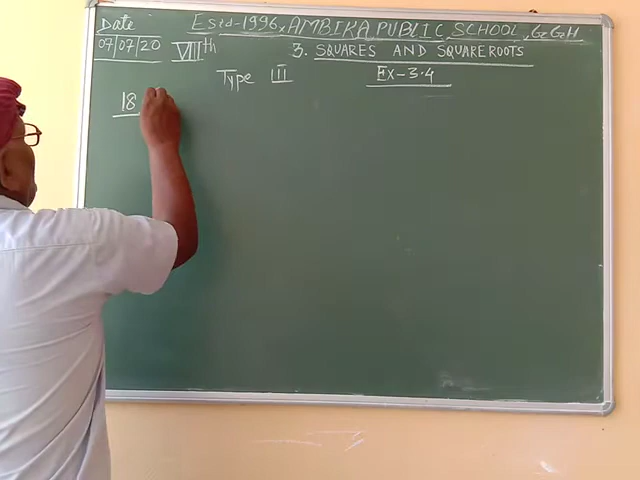 Date Estd-1996, AMBIKA PUBLIC SCHOOL, GZGH
07/07/20 VIIIth 3. SQUARES AND SQUAREROOTS
Type III EX-3.4
18